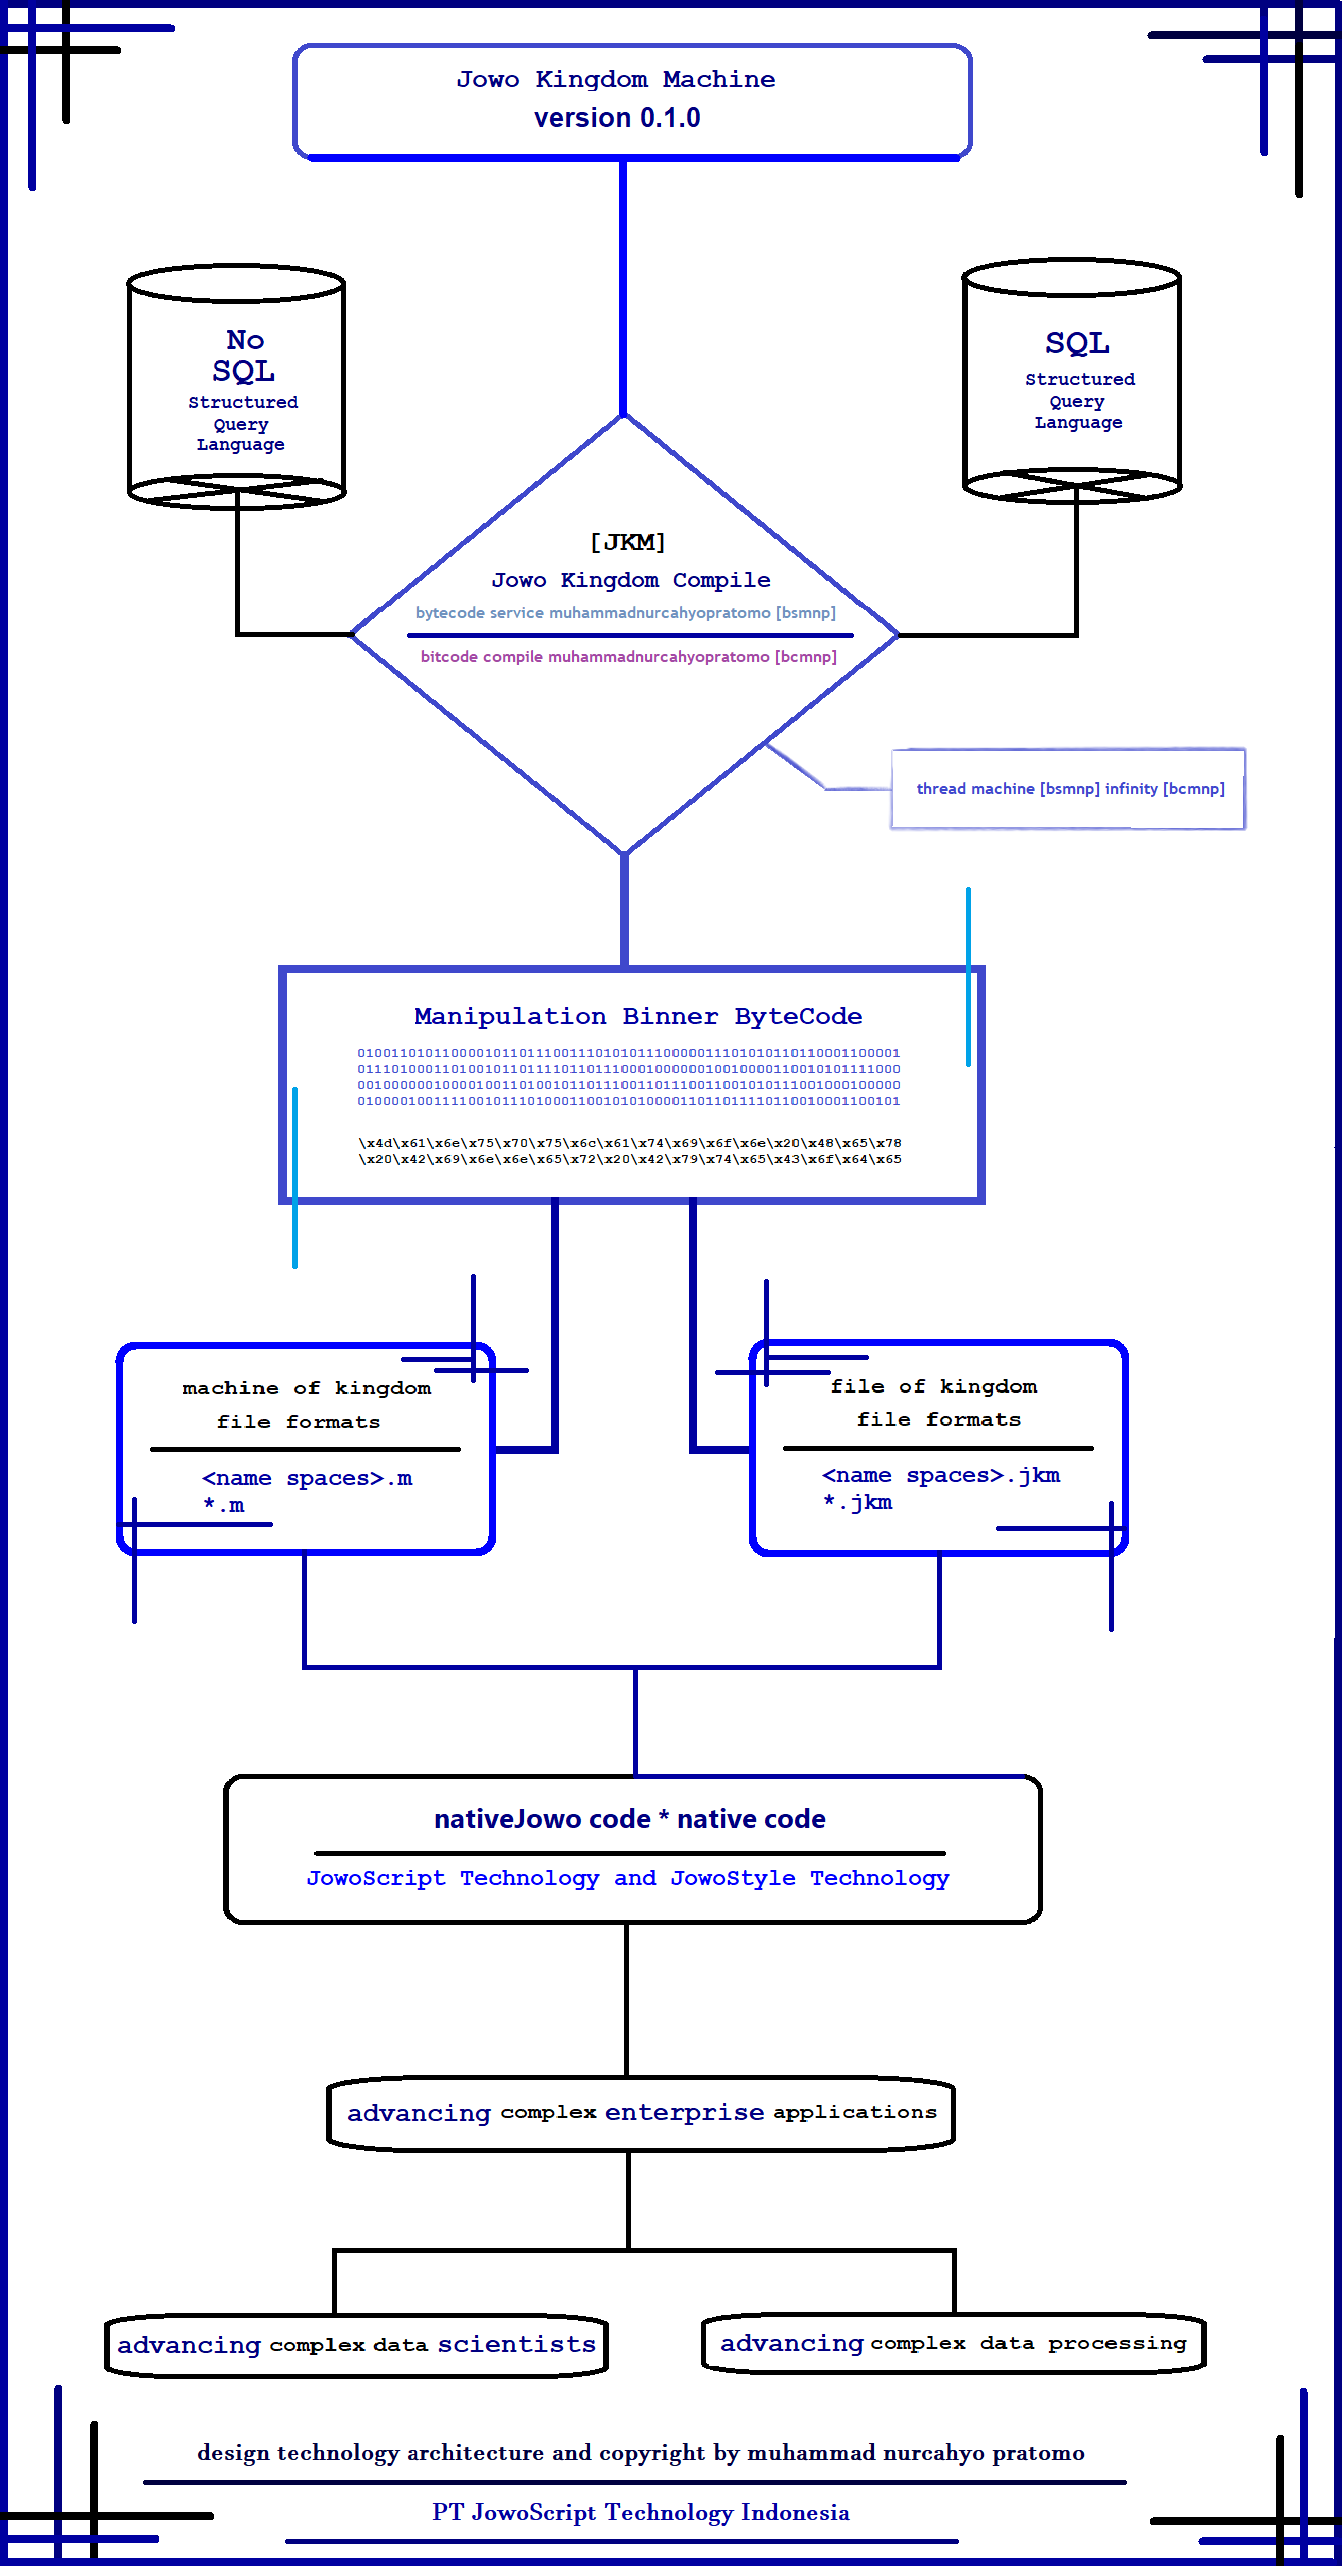 Jowo Kingdom Machine
version 0.1.0
No
SQL
Structured
Query
Language
SQL
Structured
Query
Language
[JKM]
Jowo Kingdom Compile
bytecode service muhammadnurcahyopratomo [bsmnp]
bitcode compile muhammadnurcahyopratomo [bcmnp]
thread machine [bsmnp] infinity [bcmnp]
Manipulation Binner ByteCode
\x4d\x61\x6e\x75\x70\x75\x6c\x61\x74\x69\x6f\x6e\x20\x48\x65\x78
\x20\x42\x69\x6e\x6e\x65\x72\x20\x42\x79\x74\x65\x43\x6f\x64\x65
machine of kingdom
file formats
<name spaces>.m
*.m
file of kingdom
file formats
<name spaces>.jkm
*.jkm
nativeJowo code * native code
JowoScript Technology and JowoStyle Technology
advancing complex enterprise applications
advancing complex data scientists
advancing complex data processing
design technology architecture and copyright by muhammad nurcahyo pratomo
PT JowoScript Technology Indonesia